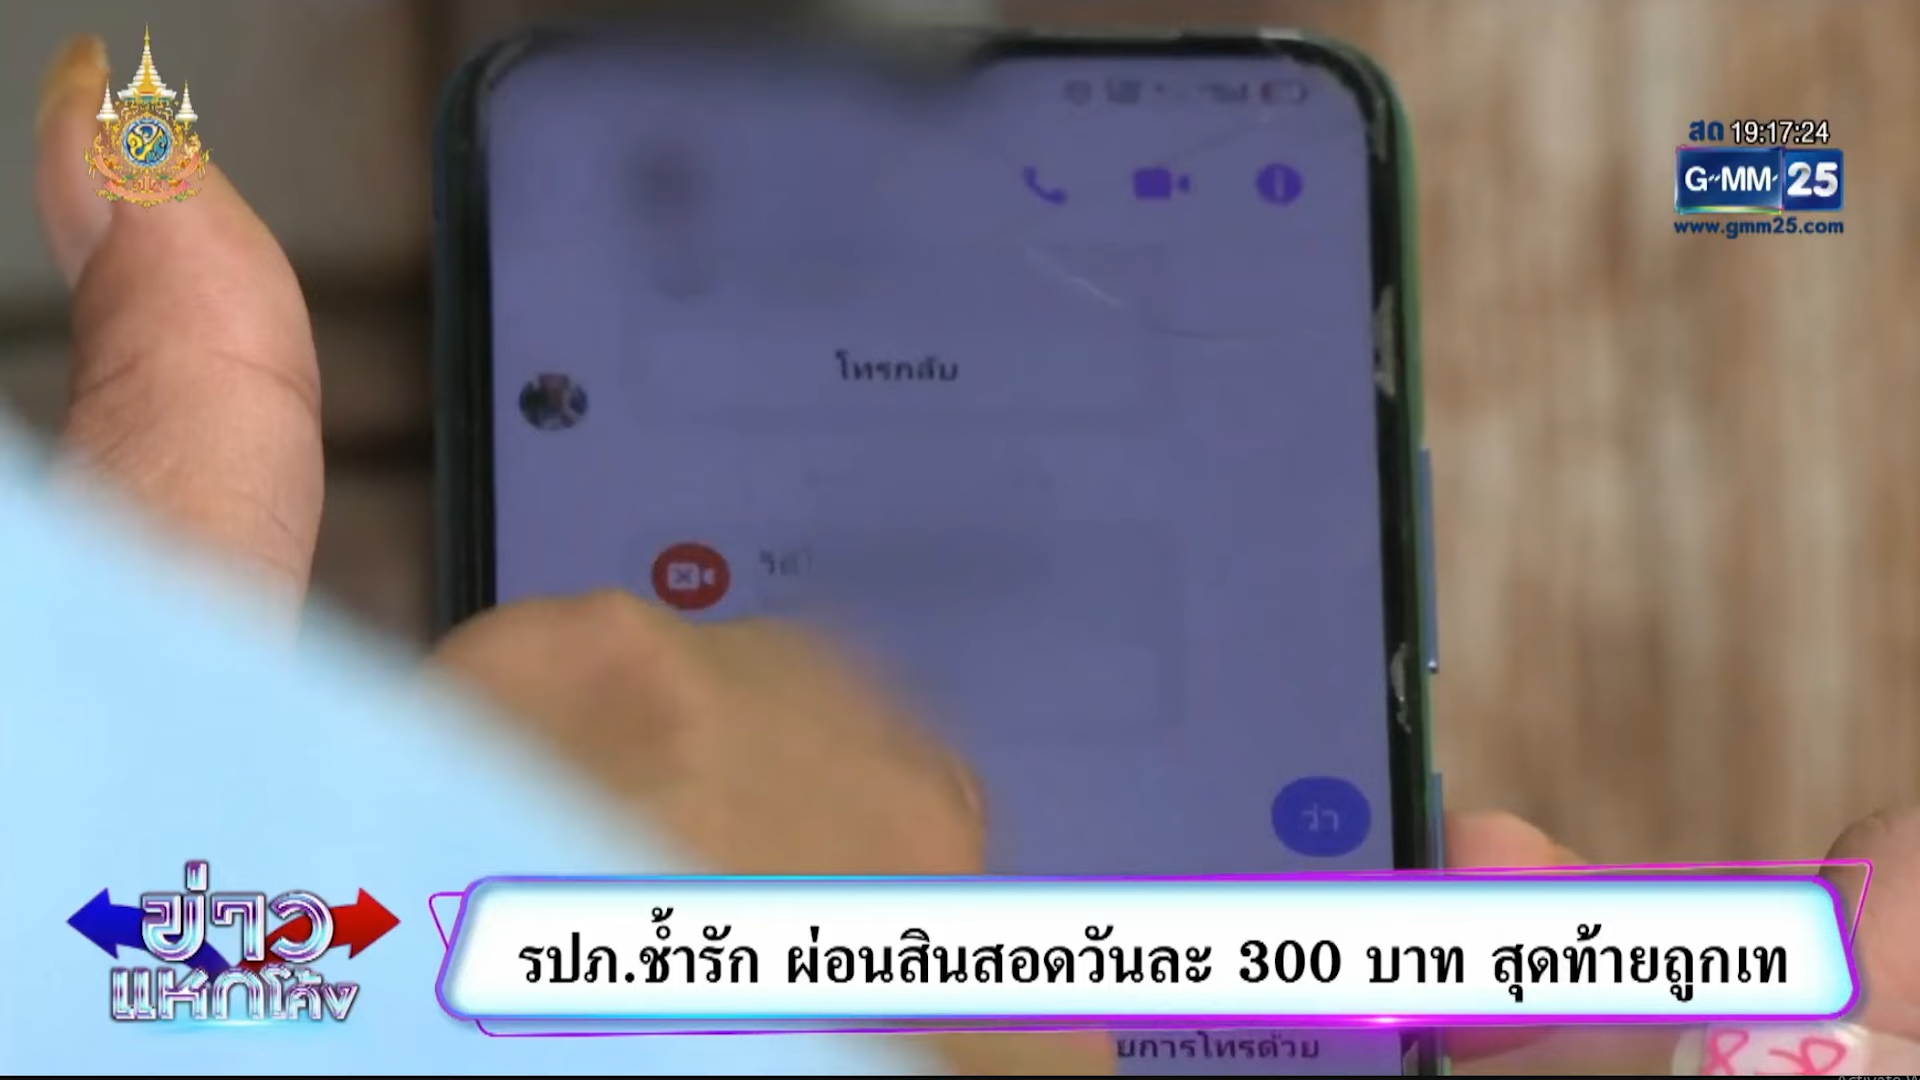 สด 19:17:24
GMM 25
www.gmm25.com
โทรกลับ
ว่า
ข่าว
แหกโค้ง
รปภ.ช้ำรัก ผ่อนสินสอดวันละ 300 บาท สุดท้ายถูกเท
ยการโทรด้วย